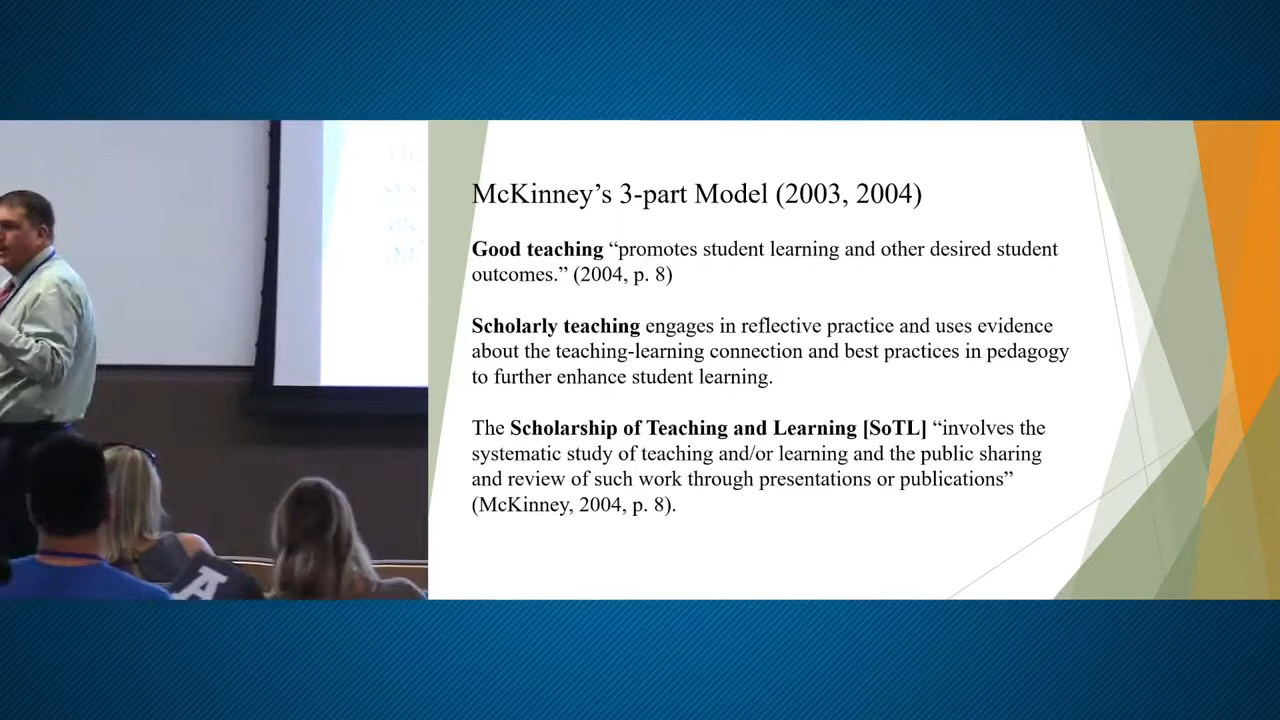 McKinney’s 3-part Model (2003, 2004)
Good teaching “promotes student learning and other desired student
outcomes.” (2004, p. 8)
Scholarly teaching engages in reflective practice and uses evidence
about the teaching-learning connection and best practices in pedagogy
to further enhance student learning.
The Scholarship of Teaching and Learning [SoTL] “involves the
systematic study of teaching and/or learning and the public sharing
and review of such work through presentations or publications”
(McKinney, 2004, p. 8).
A